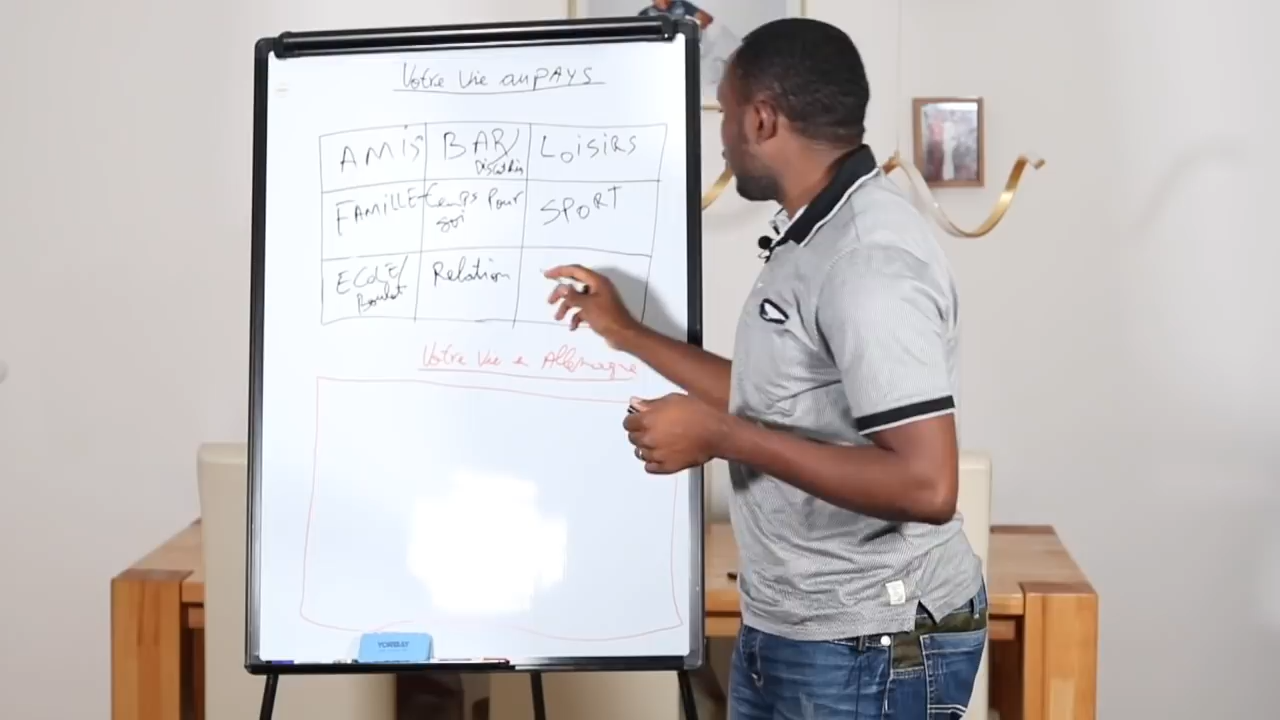 Votre Vie au PAYS
AMiS
BAR/
LOiSiRS
FAMiLLE
Temps Pour
soi
SPORT
ECOLE/
Boulot
Relation
Votre Vie en Allemagne